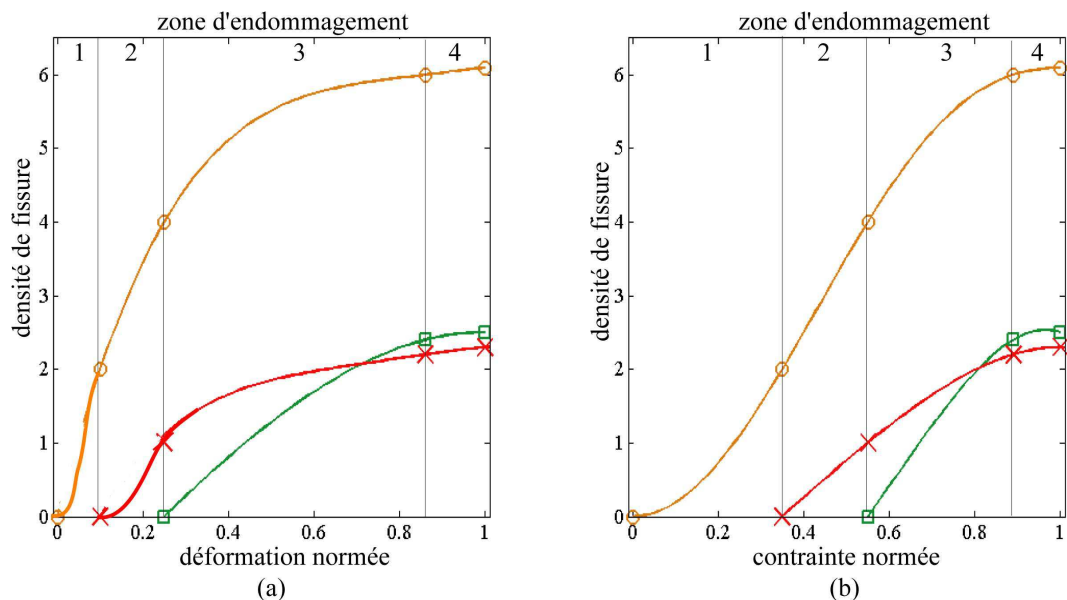 zone d'endommagement
1 2 3 4
6
5
4
3
2
1
0
densité de fissure
0 0.2 0.4 0.6 0.8 1
déformation normée
(a)
zone d'endommagement
1 2 3 4
6
5
4
3
2
1
0
densité de fissure
0 0.2 0.4 0.6 0.8 1
contrainte normée
(b)